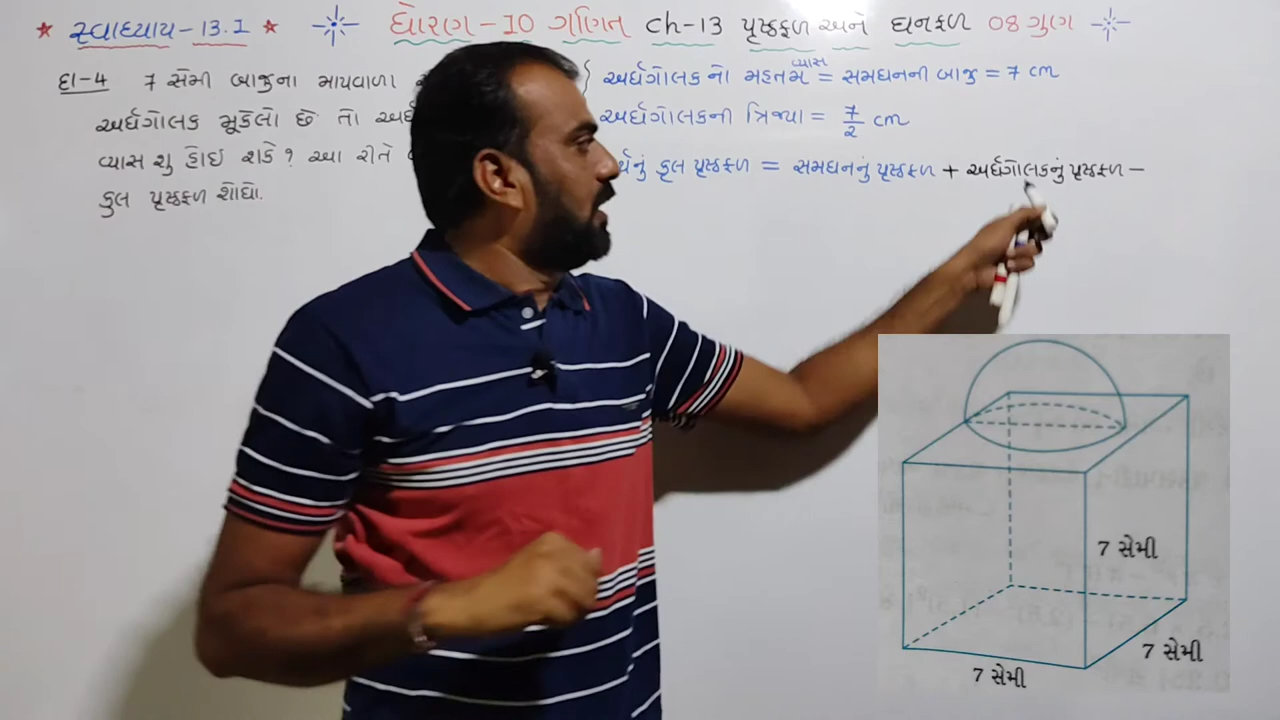 ★ સ્વાધ્યાય-13.1 ★ ધોરણ-10 ગણિત ch-13 પૃષ્ઠફળ અને ઘનફળ 08 ગુણ
દા-4 7 સેમી બાજુના માપવાળા
અર્ધગોલક મૂકેલો છે તો
વ્યાસ શુ હોઈ શકે? આ રીતે
કુલ પૃષ્ઠફળ શોધો.
અર્ધગોલક નો મહત્તમ વ્યાસ = સમઘનની બાજુ = 7 cm
અર્ધગોલકની ત્રિજ્યા = 7/2 cm
કુલ પૃષ્ઠફળ = સમઘનનું પૃષ્ઠફળ + અર્ધગોલકનું પૃષ્ઠફળ -
7 સેમી
7 સેમી
7 સેમી